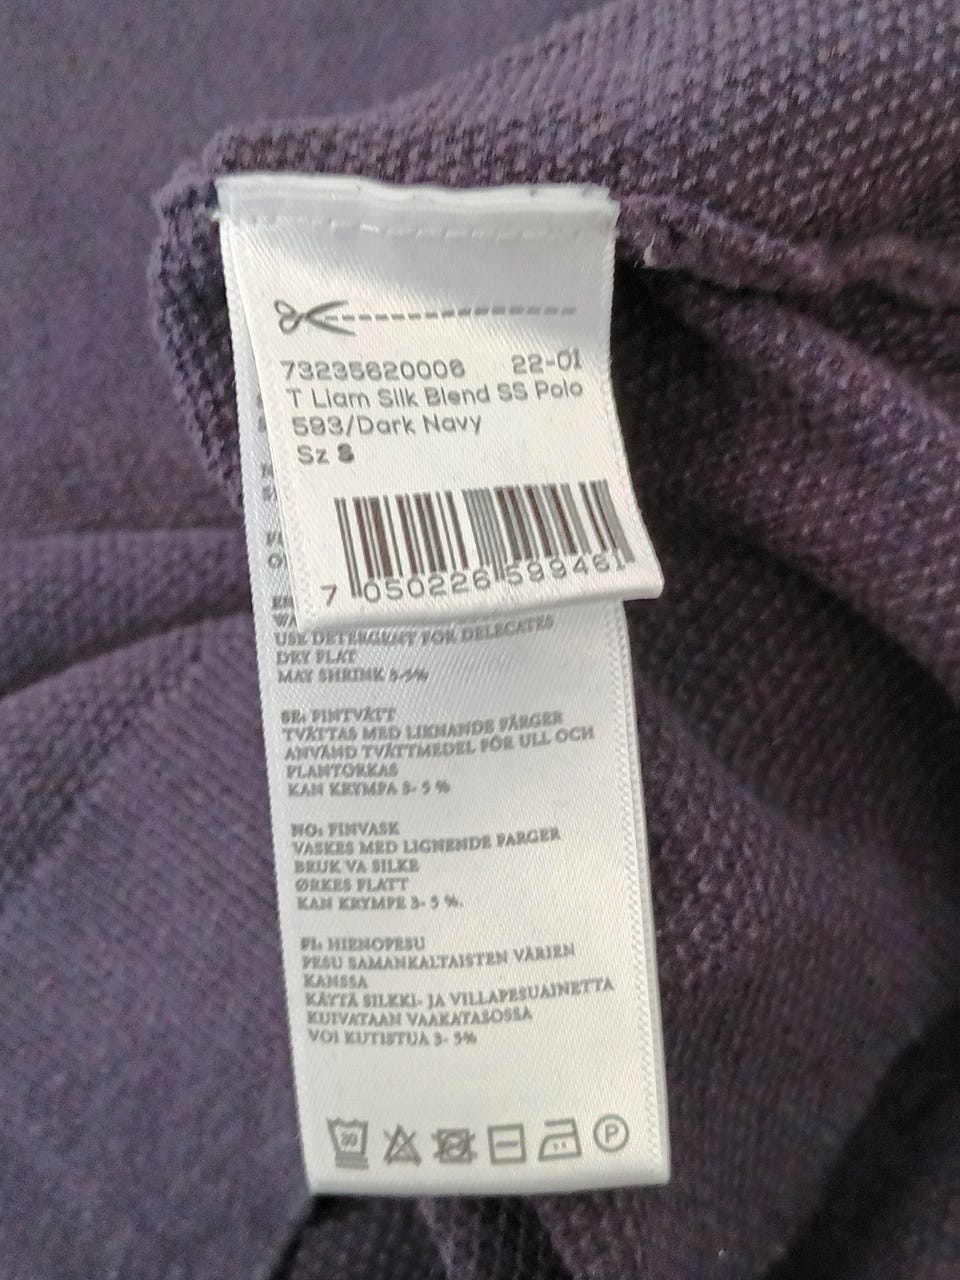 73235620006 22-01
T Liam Silk Blend SS Polo
593/Dark Navy
Sz S
7 050226 599461
EN
WA
USE DETERGENT FOR DELECATES
DRY FLAT
MAY SHRINK 3-5%
SE: FINTVÄTT
TVÄTTAS MED LIKNANDE FÄRGER
ANVÄND TVÄTTMEDEL FÖR ULL OCH
PLANTORKAS
KAN KRYMPA 3- 5 %
NO: FINVASK
VASKES MED LIGNENDE FARGER
BRUK VA SILKE
ØRKES FLATT
KAN KRYMPE 3- 5 %.
FI: HIENOPESU
PESU SAMANKALTAISTEN VÄRIEN
KANSSA
KÄYTÄ SILKKI- JA VILLAPESUAINETTA
KUIVATAAN VAAKATASOSSA
VOI KUTISTUA 3- 5%
30 P